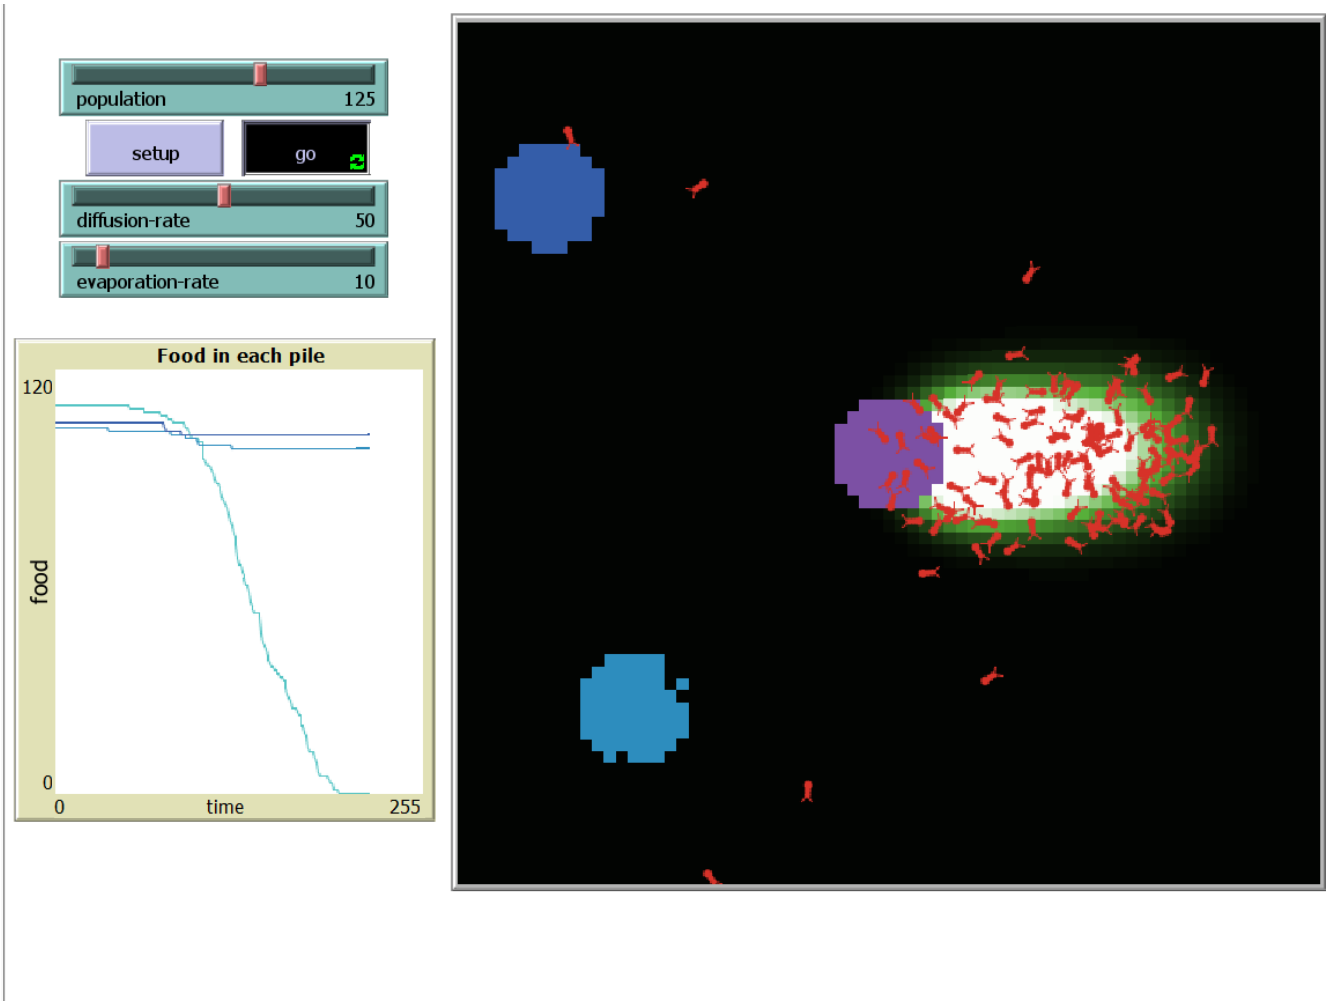 population 125
setup
go
diffusion-rate 50
evaporation-rate 10
Food in each pile
120
food
0
0 time 255